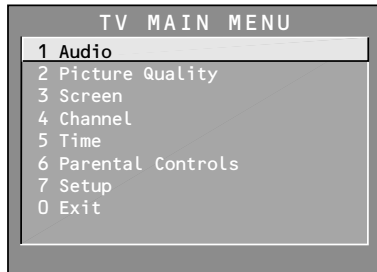 TV MAIN MENU
1 Audio
2 Picture Quality
3 Screen
4 Channel
5 Time
6 Parental Controls
7 Setup
0 Exit